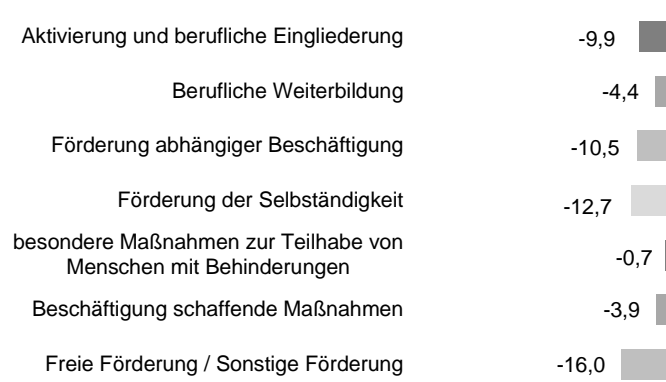 Aktivierung und berufliche Eingliederung -9,9
Berufliche Weiterbildung -4,4
Förderung abhängiger Beschäftigung -10,5
Förderung der Selbständigkeit -12,7
besondere Maßnahmen zur Teilhabe von
Menschen mit Behinderungen -0,7
Beschäftigung schaffende Maßnahmen -3,9
Freie Förderung / Sonstige Förderung -16,0